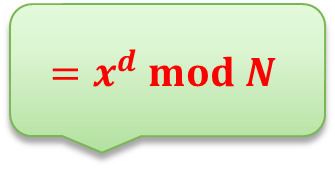 = x^d mod N